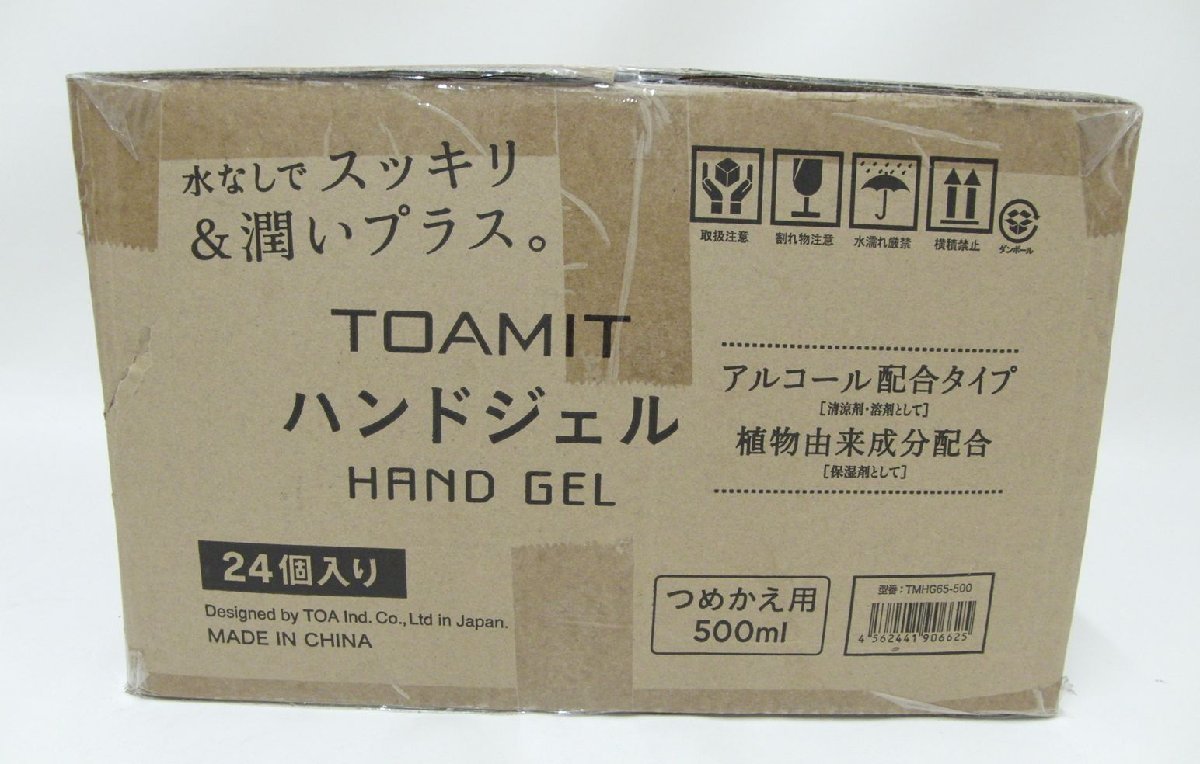 水なしでスッキリ
&潤いプラス。
取扱注意 割れ物注意 水濡れ厳禁 横積禁止 ダンボール
TOAMIT
ハンドジェル
HAND GEL
アルコール配合タイプ
[清涼剤・溶剤として]
植物由来成分配合
[保湿剤として]
24個入り
Designed by TOA Ind. Co., Ltd in Japan.
MADE IN CHINA
つめかえ用
500ml
型番：TMHG65-500
4 562441 906625